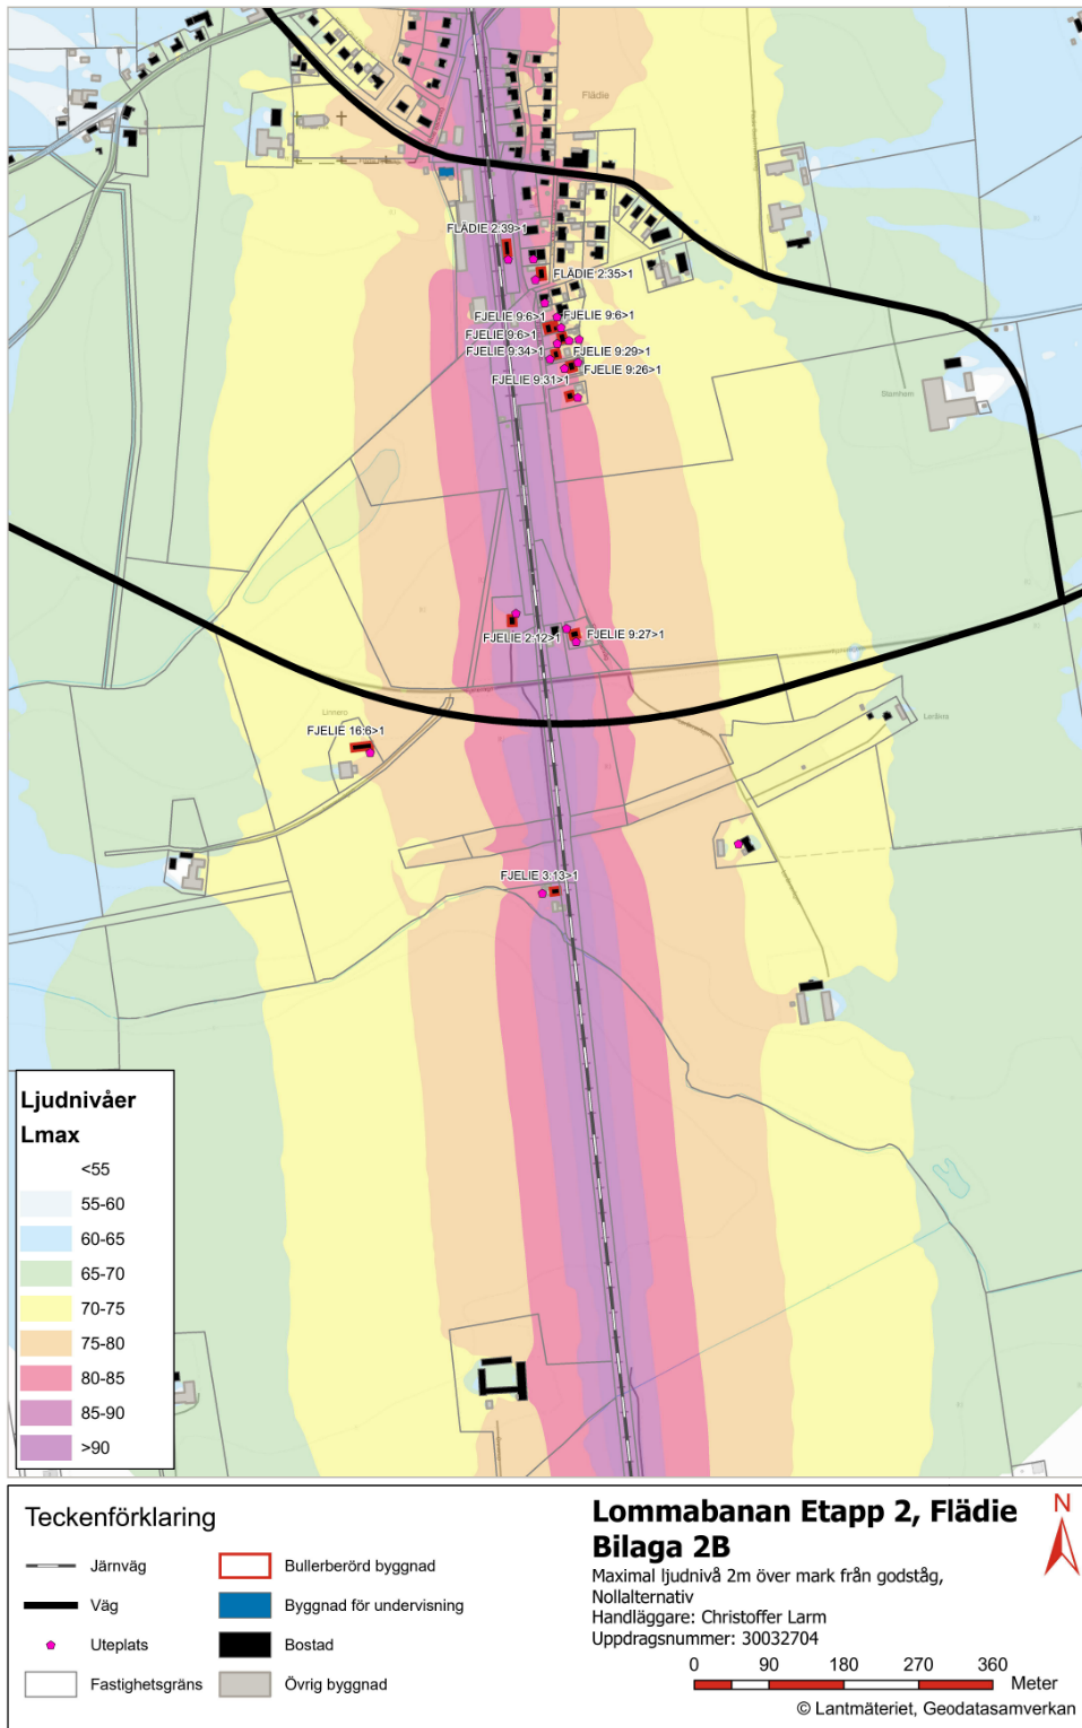 Flädie
FLÄDIE 2:39>1
FLÄDIE 2:35>1
FJELIE 9:6>1
FJELIE 9:6>1
FJELIE 9:6>1
FJELIE 9:34>1
FJELIE 9:29>1
FJELIE 9:26>1
FJELIE 9:31>1
FJELIE 2:12>1
FJELIE 9:27>1
Linnero
FJELIE 16:6>1
FJELIE 3:13>1
Ljudnivåer
Lmax
<55
55-60
60-65
65-70
70-75
75-80
80-85
85-90
>90
Teckenförklaring
Järnväg
Väg
Uteplats
Fastighetsgräns
Bullerberörd byggnad
Byggnad för undervisning
Bostad
Övrig byggnad
Lommabanan Etapp 2, Flädie
Bilaga 2B
Maximal ljudnivå 2m över mark från godståg,
Nollalternativ
Handläggare: Christoffer Larm
Uppdragsnummer: 30032704
N
0 90 180 270 360
Meter
© Lantmäteriet, Geodatasamverkan